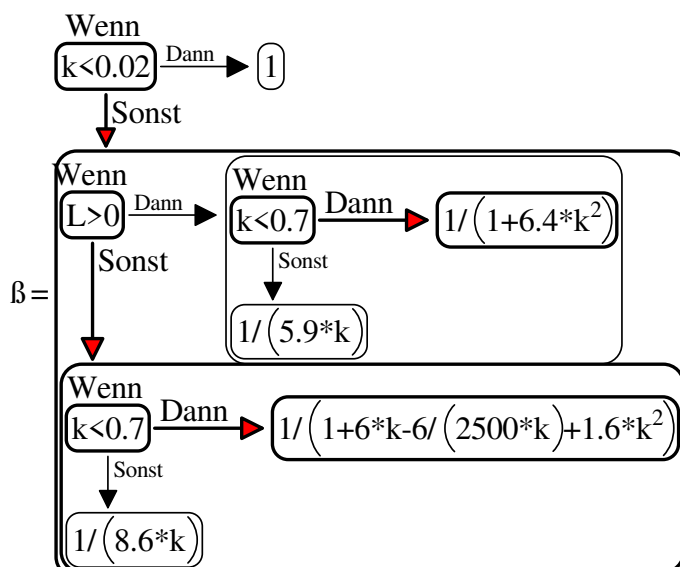 Wenn
k<0.02 Dann 1
Sonst
Wenn
L>0 Dann
Wenn
k<0.7 Dann 1/(1+6.4*k²)
Sonst
1/(5.9*k)
Sonst
ß =
Wenn
k<0.7 Dann 1/(1+6*k-6/(2500*k)+1.6*k²)
Sonst
1/(8.6*k)